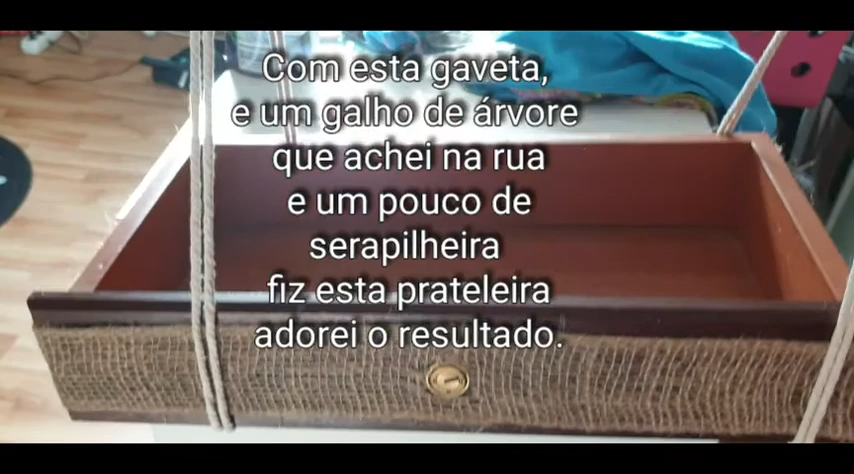 Com esta gaveta,
e um galho de árvore
que achei na rua
e um pouco de
serapilheira
fiz esta prateleira
adorei o resultado.